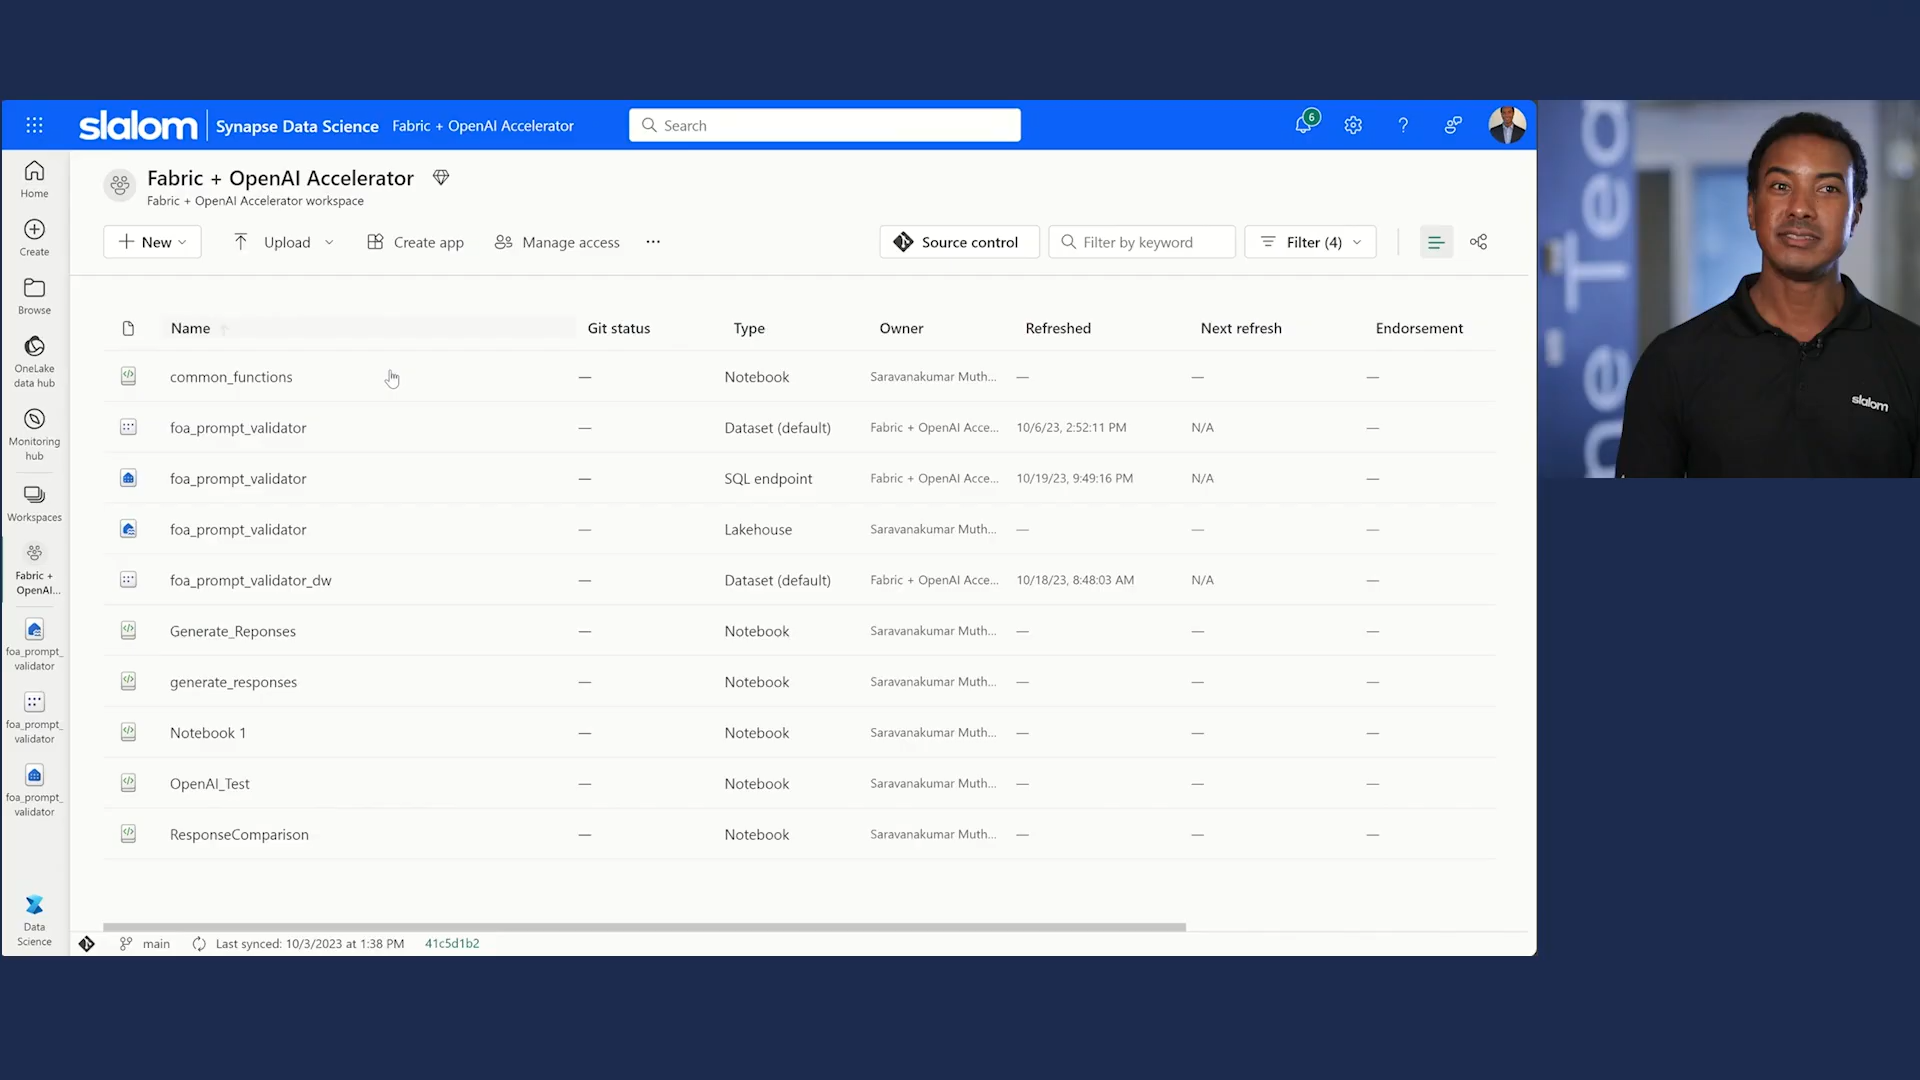 slalom Synapse Data Science Fabric + OpenAI Accelerator Search 6
Fabric + OpenAI Accelerator
Fabric + OpenAI Accelerator workspace
New Upload Create app Manage access ... Source control Filter by keyword Filter (4)
Home
Create
Browse
OneLake
data hub
Monitoring
hub
Workspaces
Fabric +
OpenAI...
foa_prompt_
validator
foa_prompt_
validator
foa_prompt_
validator
Data
Science
Name Git status Type Owner Refreshed Next refresh Endorsement
common_functions — Notebook Saravanakumar Muth... — — —
foa_prompt_validator — Dataset (default) Fabric + OpenAI Acce... 10/6/23, 2:52:11 PM N/A —
foa_prompt_validator — SQL endpoint Fabric + OpenAI Acce... 10/19/23, 9:49:16 PM N/A —
foa_prompt_validator — Lakehouse Saravanakumar Muth... — — —
foa_prompt_validator_dw — Dataset (default) Fabric + OpenAI Acce... 10/18/23, 8:48:03 AM N/A —
Generate_Reponses — Notebook Saravanakumar Muth... — — —
generate_responses — Notebook Saravanakumar Muth... — — —
Notebook 1 — Notebook Saravanakumar Muth... — — —
OpenAI_Test — Notebook Saravanakumar Muth... — — —
ResponseComparison — Notebook Saravanakumar Muth... — — —
main Last synced: 10/3/2023 at 1:38 PM 41c5d1b2
slalom